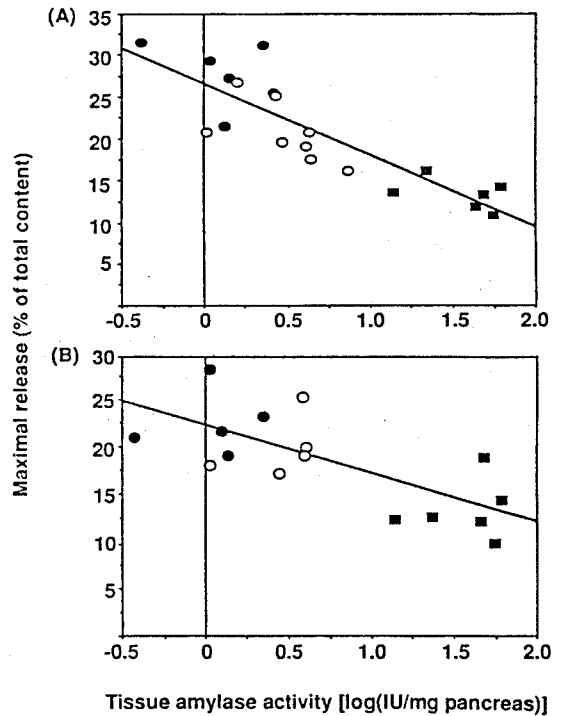 (A)
35
30
25
20
15
10
5
-0.5 0 0.5 1.0 1.5 2.0
(B)
30
25
20
15
10
5
-0.5 0 0.5 1.0 1.5 2.0
Maximal release (% of total content)
Tissue amylase activity [log(IU/mg pancreas)]